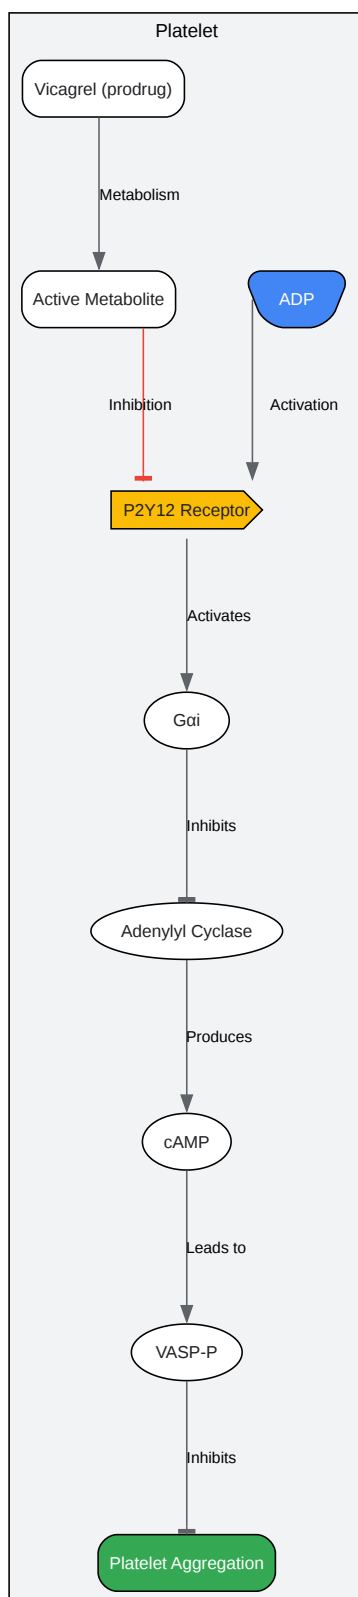 Platelet
Vicagrel (prodrug)
Metabolism
Active Metabolite
ADP
Inhibition
Activation
P2Y12 Receptor
Activates
Gαi
Inhibits
Adenylyl Cyclase
Produces
cAMP
Leads to
VASP-P
Inhibits
Platelet Aggregation